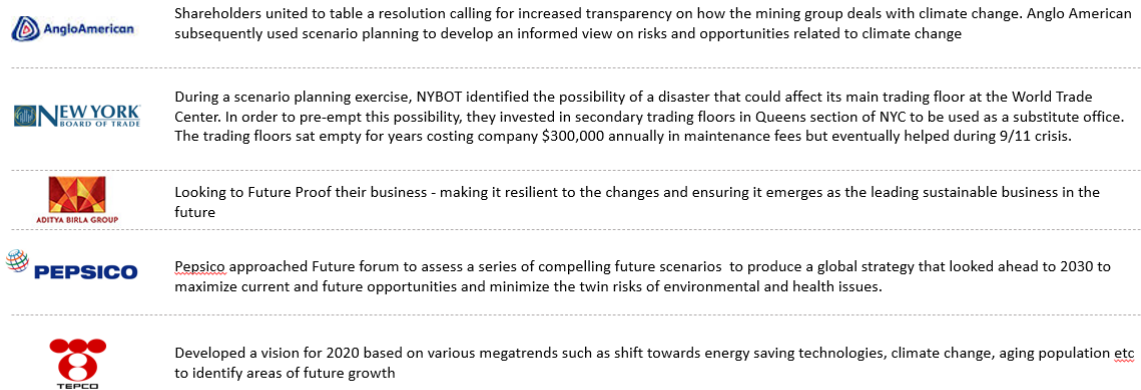 AngloAmerican
Shareholders united to table a resolution calling for increased transparency on how the mining group deals with climate change. Anglo American
subsequently used scenario planning to develop an informed view on risks and opportunities related to climate change
NEW YORK
BOARD OF TRADE
During a scenario planning exercise, NYBOT identified the possibility of a disaster that could affect its main trading floor at the World Trade
Center. In order to pre-empt this possibility, they invested in secondary trading floors in Queens section of NYC to be used as a substitute office.
The trading floors sat empty for years costing company $300,000 annually in maintenance fees but eventually helped during 9/11 crisis.
ADITYA BIRLA GROUP
Looking to Future Proof their business - making it resilient to the changes and ensuring it emerges as the leading sustainable business in the
future
PEPSICO
Pepsico approached Future forum to assess a series of compelling future scenarios to produce a global strategy that looked ahead to 2030 to
maximize current and future opportunities and minimize the twin risks of environmental and health issues.
TEPCO
Developed a vision for 2020 based on various megatrends such as shift towards energy saving technologies, climate change, aging population etc
to identify areas of future growth